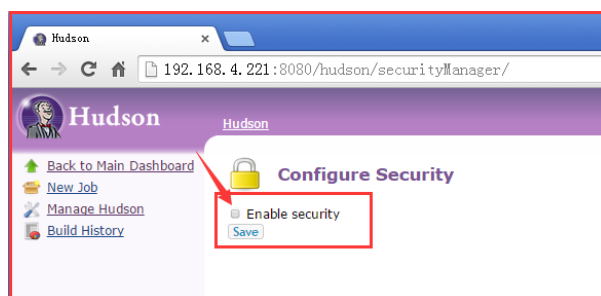 Hudson
192.168.4.221:8080/hudson/securityManager/
Hudson
Hudson
Back to Main Dashboard
New Job
Manage Hudson
Build History
Configure Security
Enable security
Save